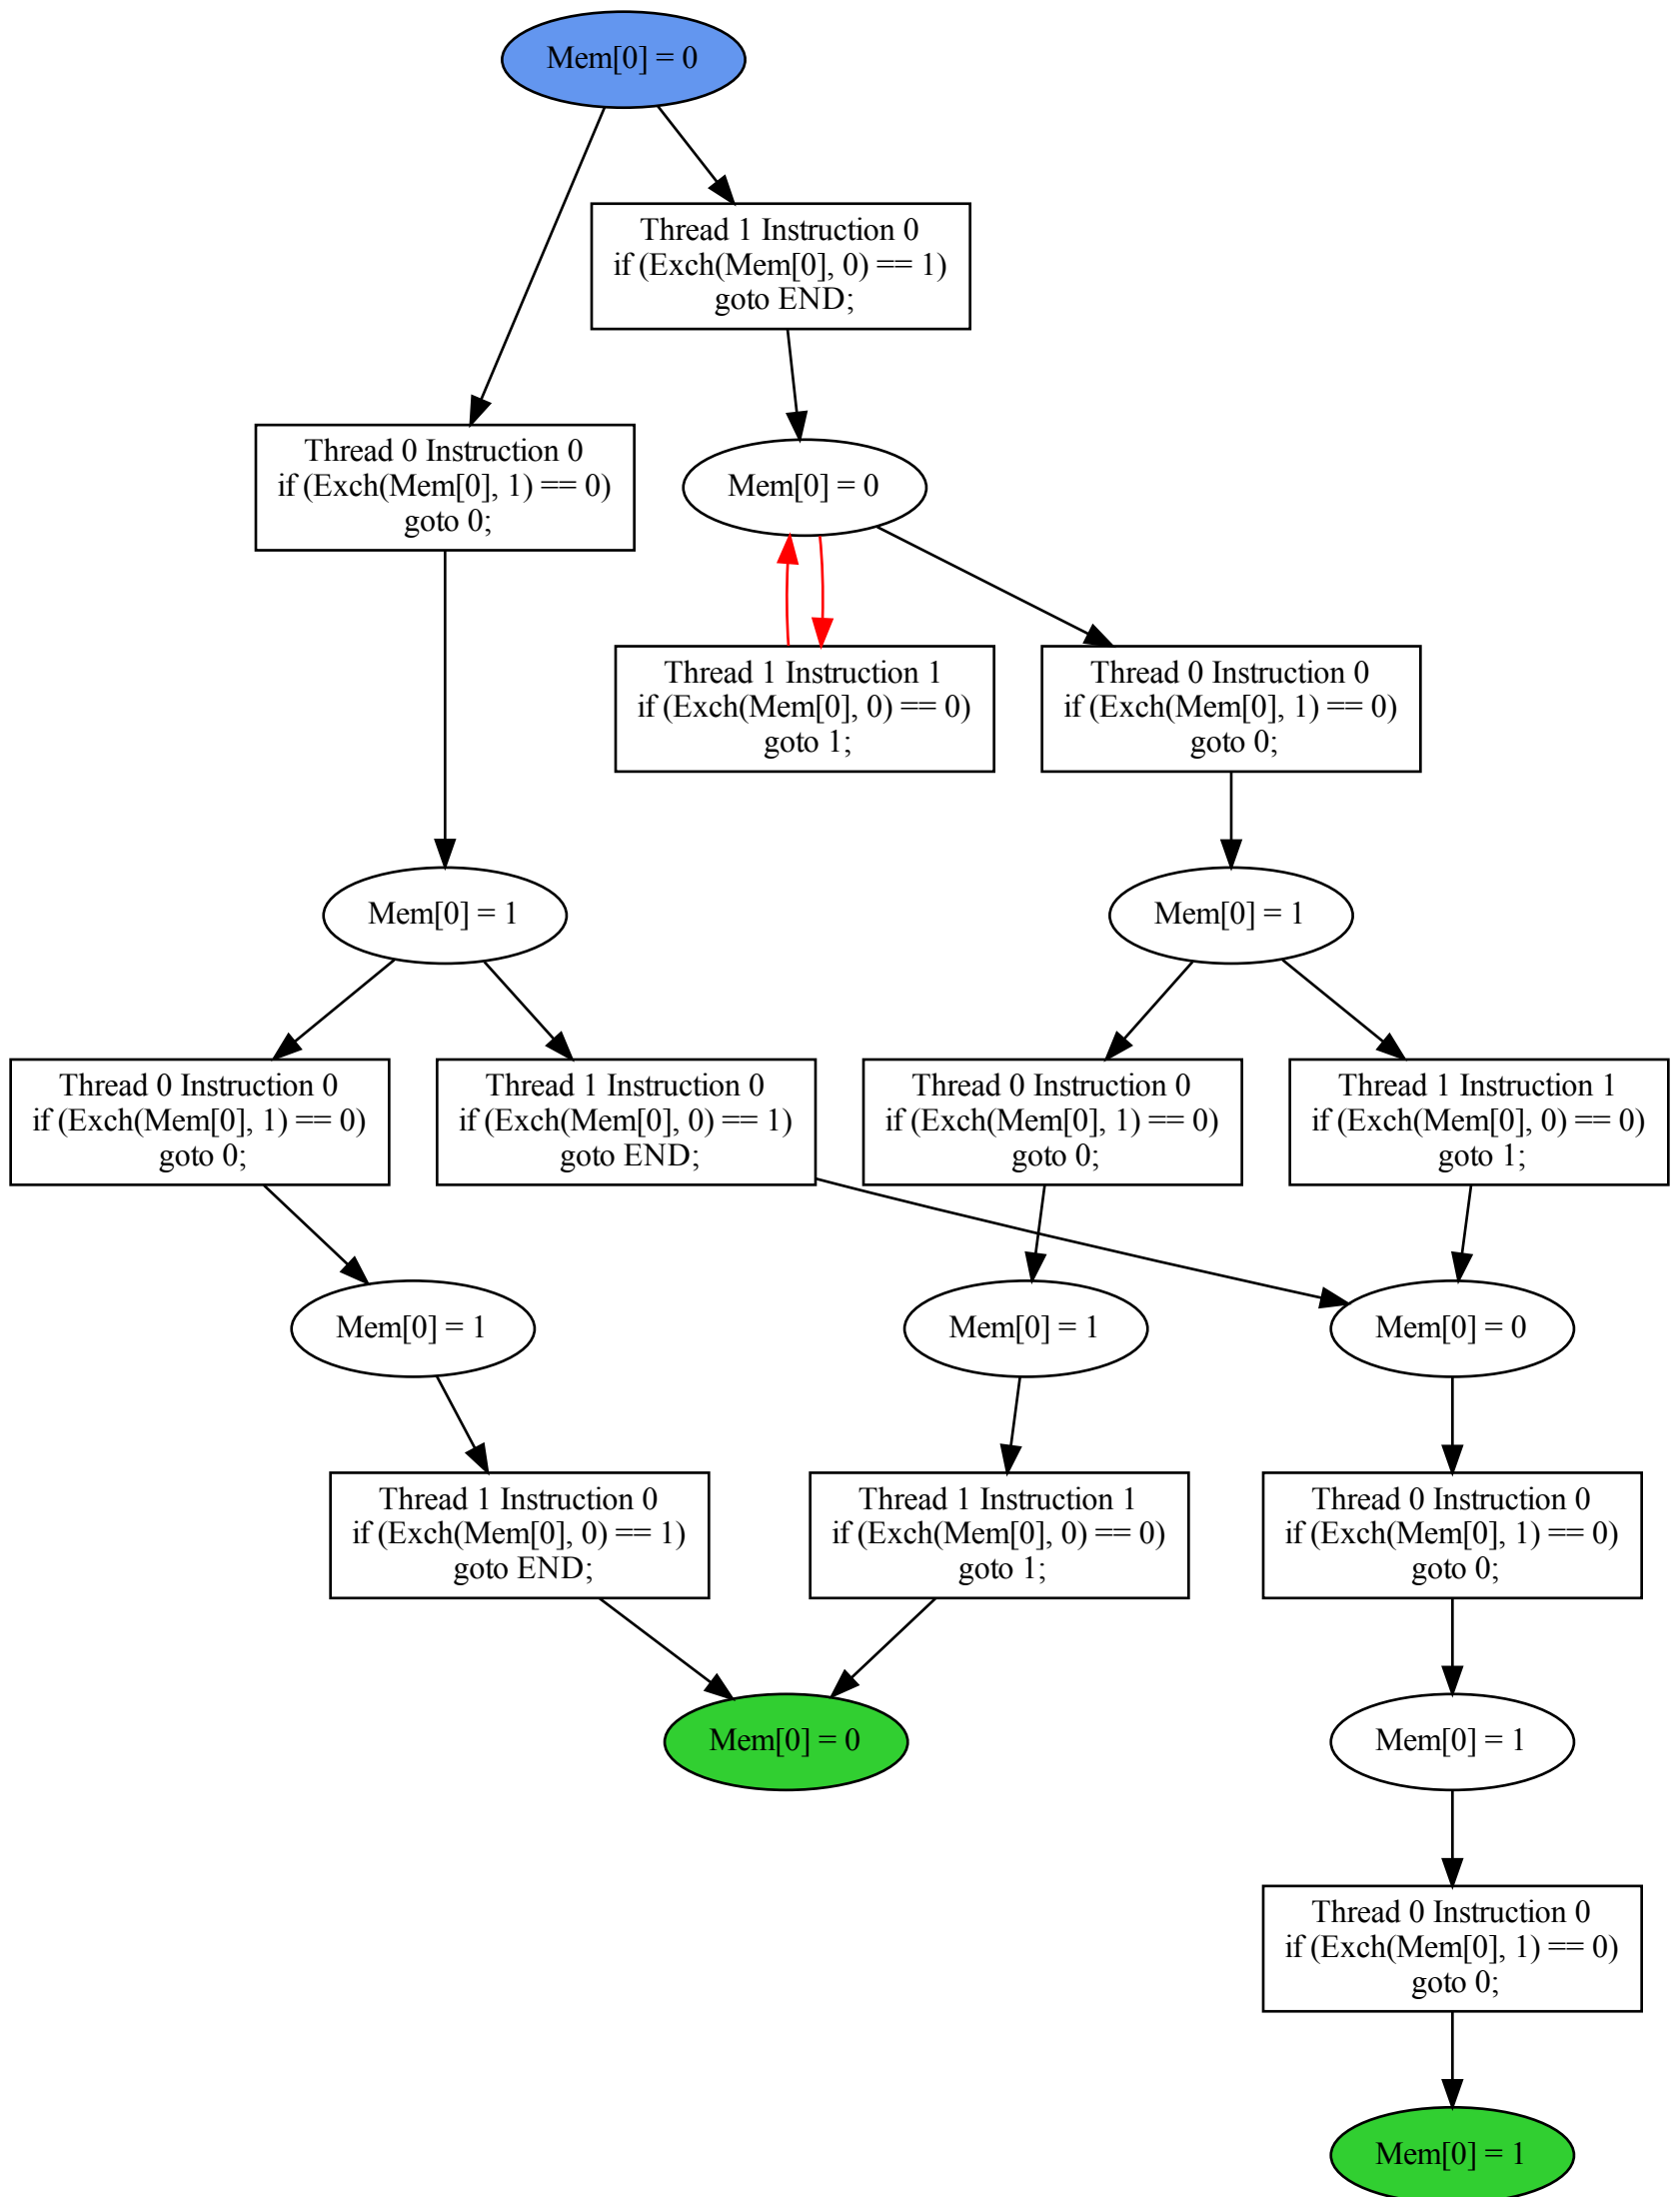 Mem[0] = 0
Thread 1 Instruction 0
if (Exch(Mem[0], 0) == 1)
goto END;
Thread 0 Instruction 0
if (Exch(Mem[0], 1) == 0)
goto 0;
Mem[0] = 0
Thread 1 Instruction 1
if (Exch(Mem[0], 0) == 0)
goto 1;
Thread 0 Instruction 0
if (Exch(Mem[0], 1) == 0)
goto 0;
Mem[0] = 1
Mem[0] = 1
Thread 0 Instruction 0
if (Exch(Mem[0], 1) == 0)
goto 0;
Thread 1 Instruction 0
if (Exch(Mem[0], 0) == 1)
goto END;
Thread 0 Instruction 0
if (Exch(Mem[0], 1) == 0)
goto 0;
Thread 1 Instruction 1
if (Exch(Mem[0], 0) == 0)
goto 1;
Mem[0] = 1
Mem[0] = 1
Mem[0] = 0
Thread 1 Instruction 0
if (Exch(Mem[0], 0) == 1)
goto END;
Thread 1 Instruction 1
if (Exch(Mem[0], 0) == 0)
goto 1;
Thread 0 Instruction 0
if (Exch(Mem[0], 1) == 0)
goto 0;
Mem[0] = 0
Mem[0] = 1
Thread 0 Instruction 0
if (Exch(Mem[0], 1) == 0)
goto 0;
Mem[0] = 1